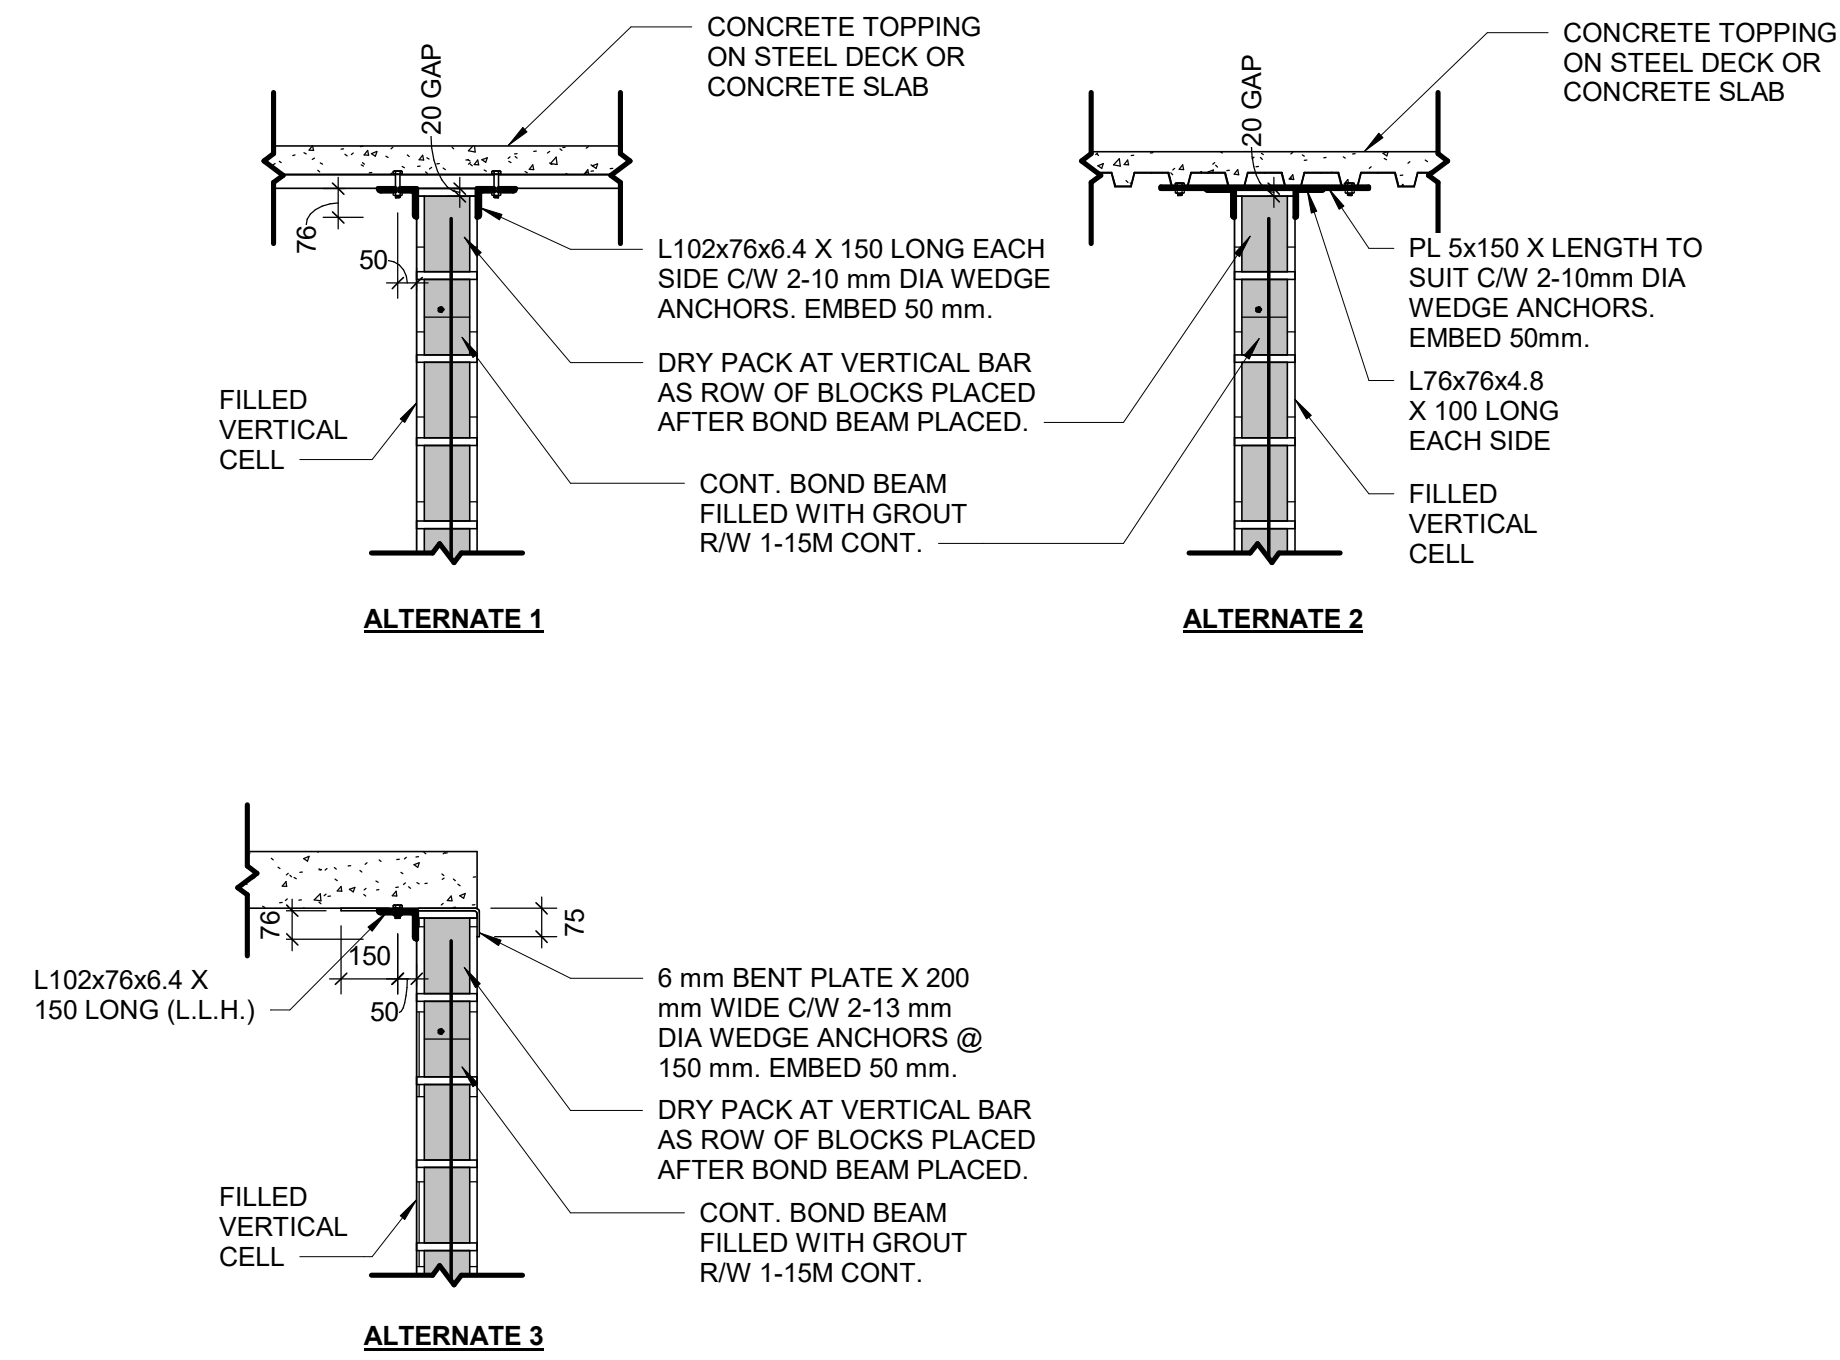 CONCRETE TOPPING
ON STEEL DECK OR
CONCRETE SLAB
20 GAP
76
50
L102x76x6.4 X 150 LONG EACH
SIDE C/W 2-10 mm DIA WEDGE
ANCHORS. EMBED 50 mm.
DRY PACK AT VERTICAL BAR
AS ROW OF BLOCKS PLACED
AFTER BOND BEAM PLACED.
FILLED
VERTICAL
CELL
CONT. BOND BEAM
FILLED WITH GROUT
R/W 1-15M CONT.
ALTERNATE 1
CONCRETE TOPPING
ON STEEL DECK OR
CONCRETE SLAB
20 GAP
PL 5x150 X LENGTH TO
SUIT C/W 2-10mm DIA
WEDGE ANCHORS.
EMBED 50mm.
L76x76x4.8
X 100 LONG
EACH SIDE
FILLED
VERTICAL
CELL
ALTERNATE 2
76
75
150
50
L102x76x6.4 X
150 LONG (L.L.H.)
6 mm BENT PLATE X 200
mm WIDE C/W 2-13 mm
DIA WEDGE ANCHORS @
150 mm. EMBED 50 mm.
DRY PACK AT VERTICAL BAR
AS ROW OF BLOCKS PLACED
AFTER BOND BEAM PLACED.
FILLED
VERTICAL
CELL
CONT. BOND BEAM
FILLED WITH GROUT
R/W 1-15M CONT.
ALTERNATE 3